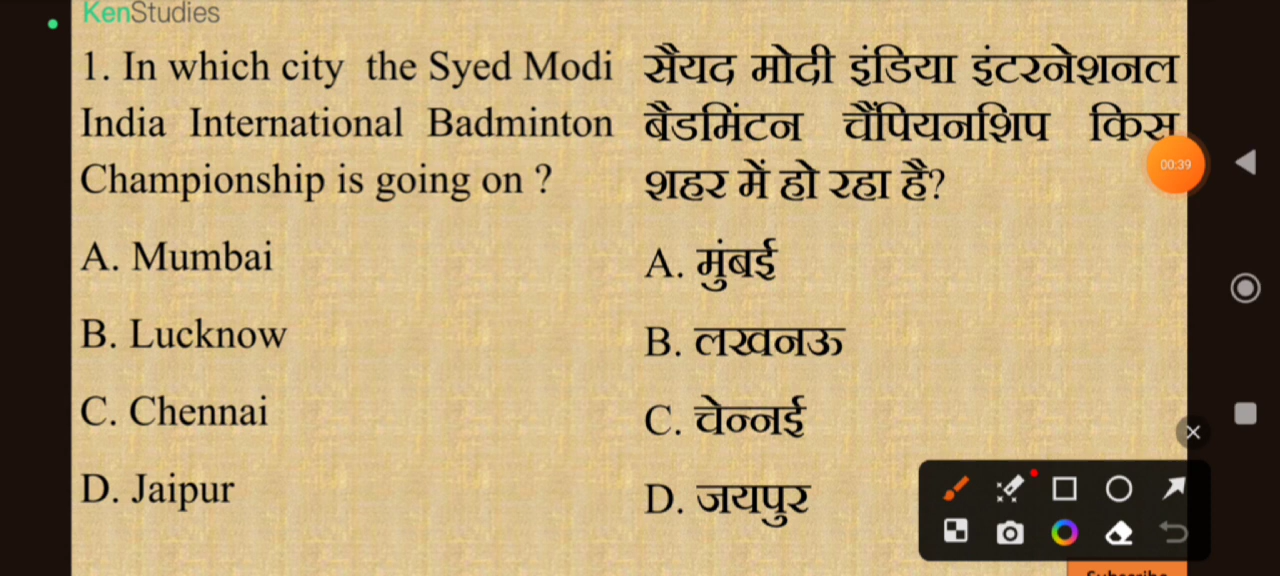 KenStudies
1. In which city the Syed Modi
India International Badminton
Championship is going on ?
A. Mumbai
B. Lucknow
C. Chennai
D. Jaipur
सैयद मोदी इंडिया इंटरनेशनल
बैडमिंटन चैंपियनशिप किस
शहर में हो रहा है?
A. मुंबई
B. लखनऊ
C. चेन्नई
D. जयपुर
00:39
Subscribe